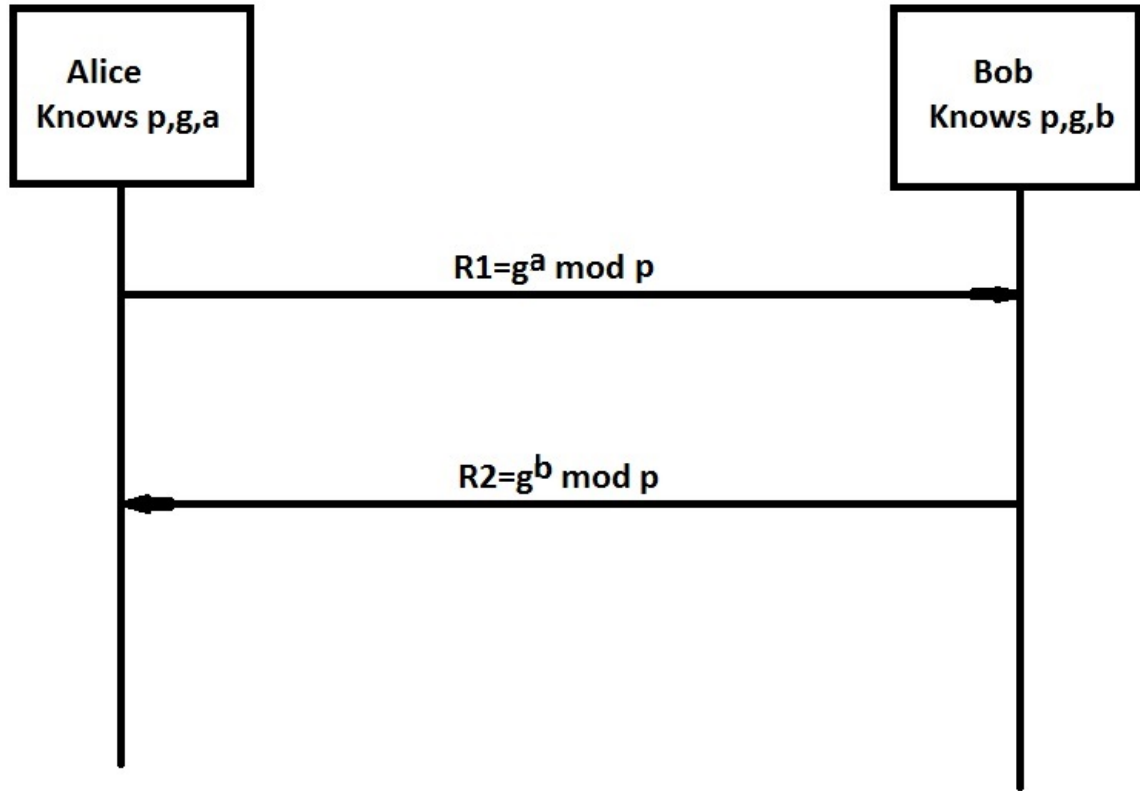 Alice
Knows p,g,a
Bob
Knows p,g,b
R1=gᵃ mod p
R2=gᵇ mod p